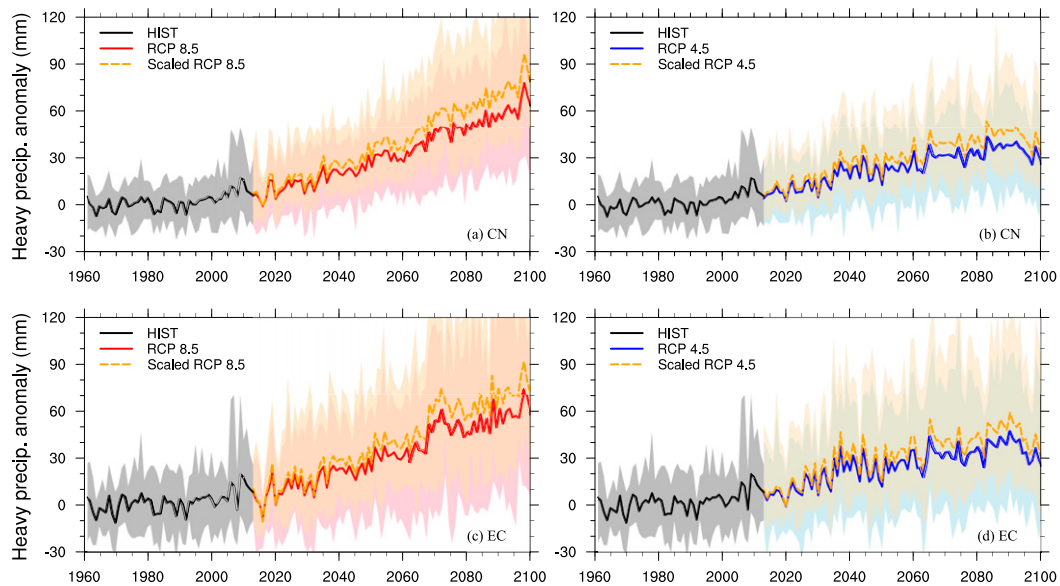 Heavy precip. anomaly (mm)
120
90
60
30
0
-30
HIST
RCP 8.5
Scaled RCP 8.5
(a) CN
1960 1980 2000 2020 2040 2060 2080 2100
120
90
60
30
0
-30
HIST
RCP 4.5
Scaled RCP 4.5
(b) CN
1960 1980 2000 2020 2040 2060 2080 2100
Heavy precip. anomaly (mm)
120
90
60
30
0
-30
HIST
RCP 8.5
Scaled RCP 8.5
(c) EC
1960 1980 2000 2020 2040 2060 2080 2100
120
90
60
30
0
-30
HIST
RCP 4.5
Scaled RCP 4.5
(d) EC
1960 1980 2000 2020 2040 2060 2080 2100